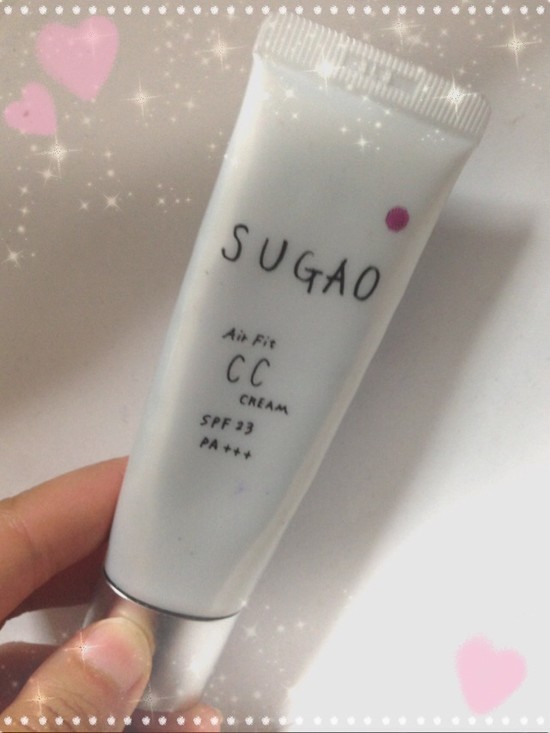 SUGAO
Air Fit
CC
CREAM
SPF 23
PA+++